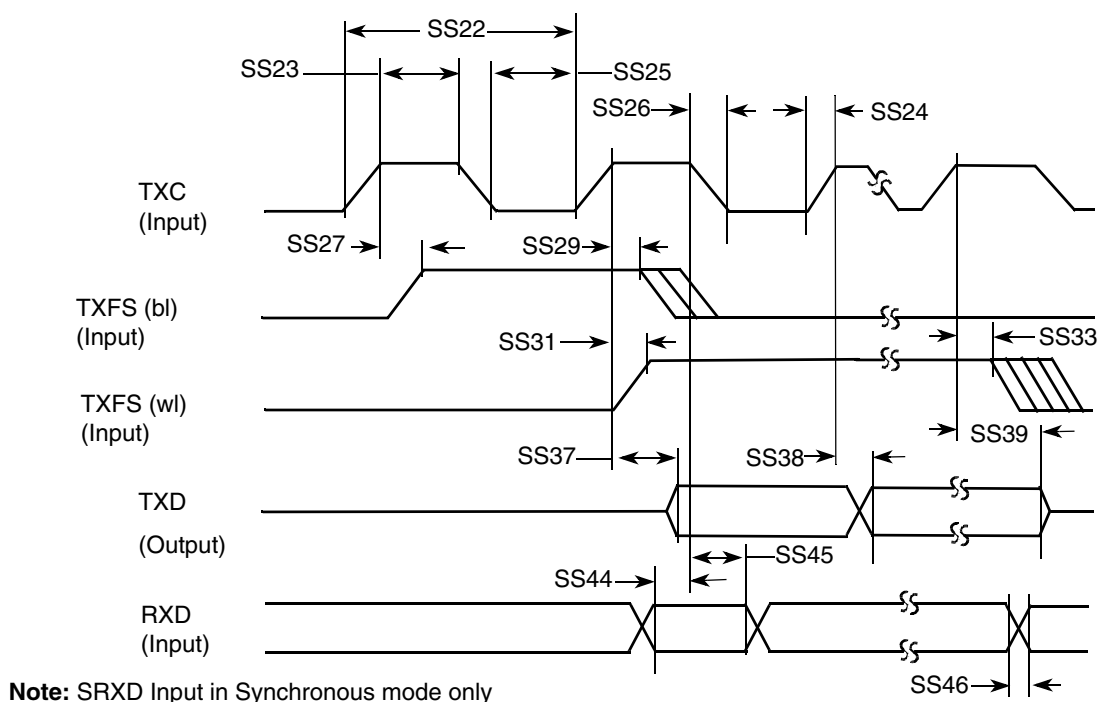 SS22
SS23
SS25
SS26
SS24
TXC
(Input)
SS27
SS29
TXFS (bl)
(Input)
SS31
SS33
TXFS (wl)
(Input)
SS39
SS37
SS38
TXD
(Output)
SS45
SS44
RXD
(Input)
SS46
Note: SRXD Input in Synchronous mode only